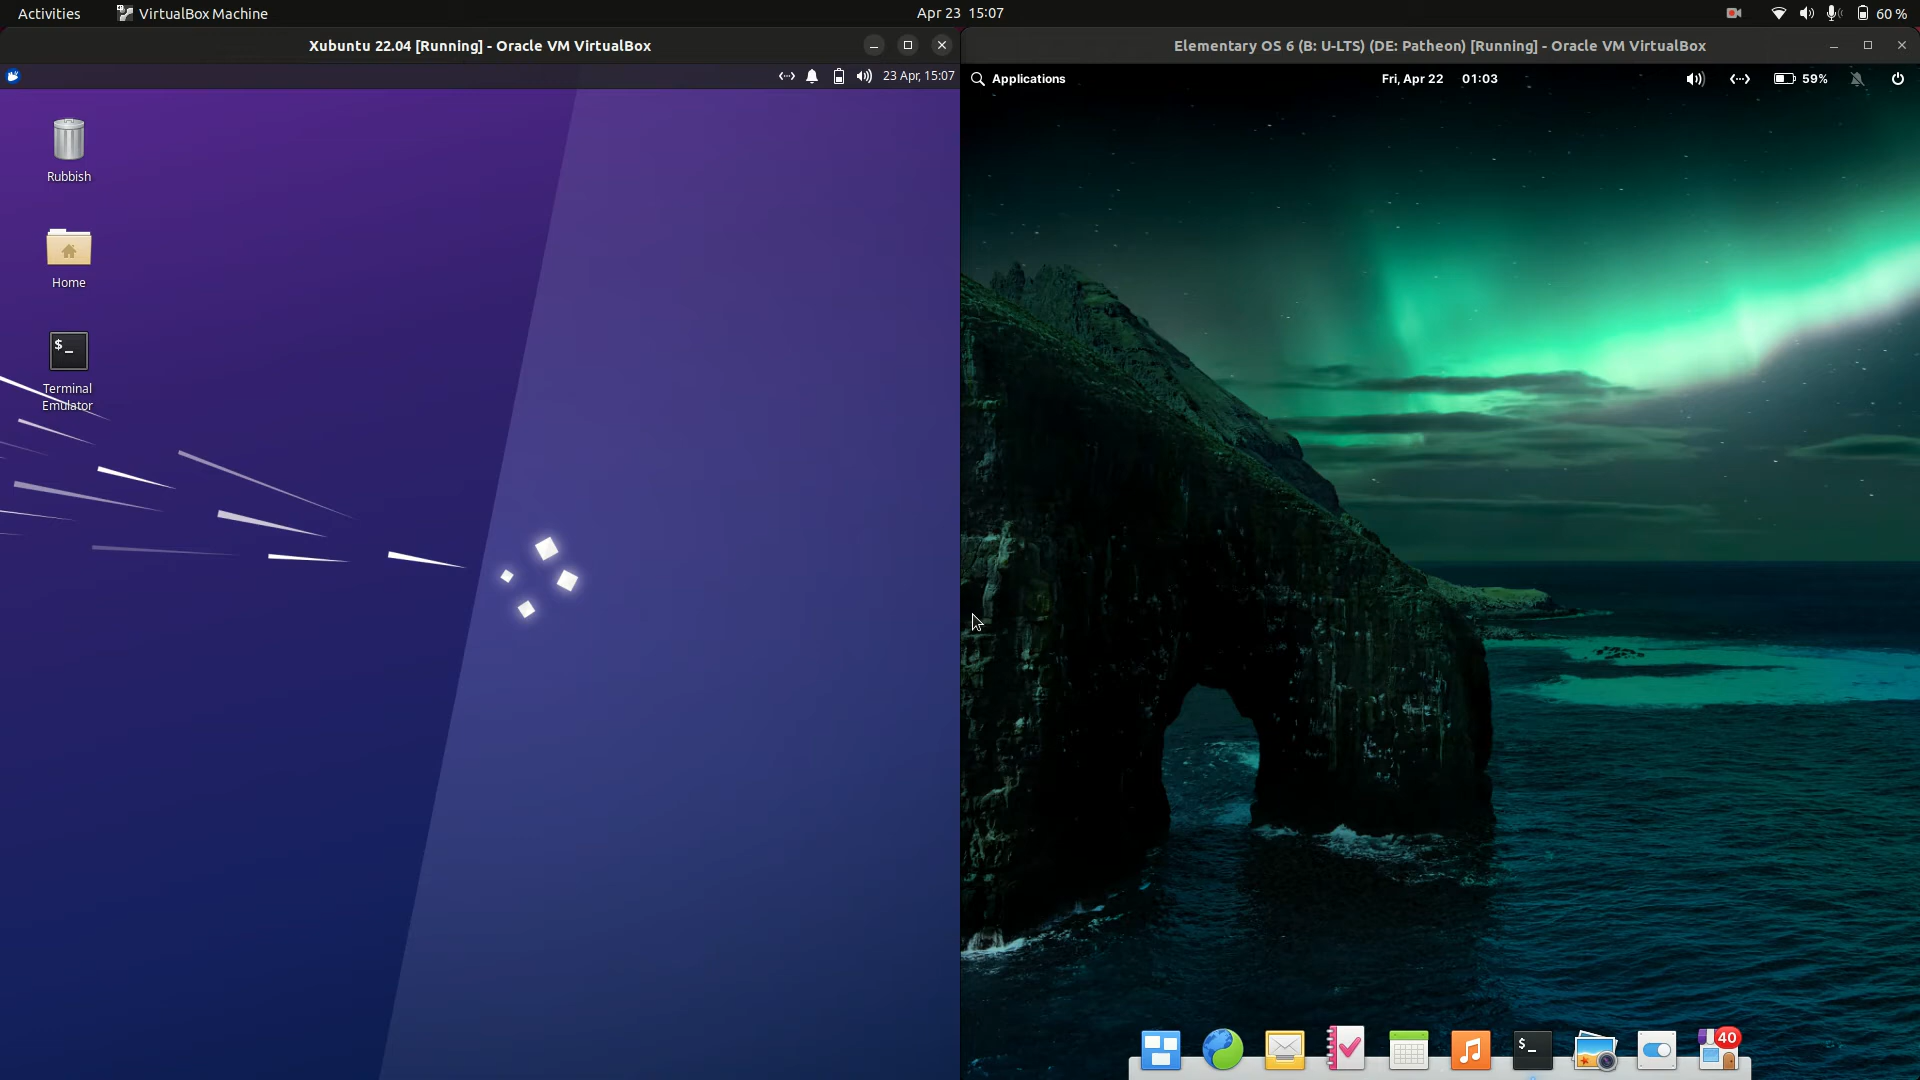 Activities VirtualBox Machine Apr 23 15:07 60 %
Xubuntu 22.04 [Running] - Oracle VM VirtualBox
23 Apr, 15:07
Rubbish
Home
$_
Terminal
Emulator
Elementary OS 6 (B: U-LTS) (DE: Patheon) [Running] - Oracle VM VirtualBox
Applications Fri, Apr 22 01:03 59%
$_
40